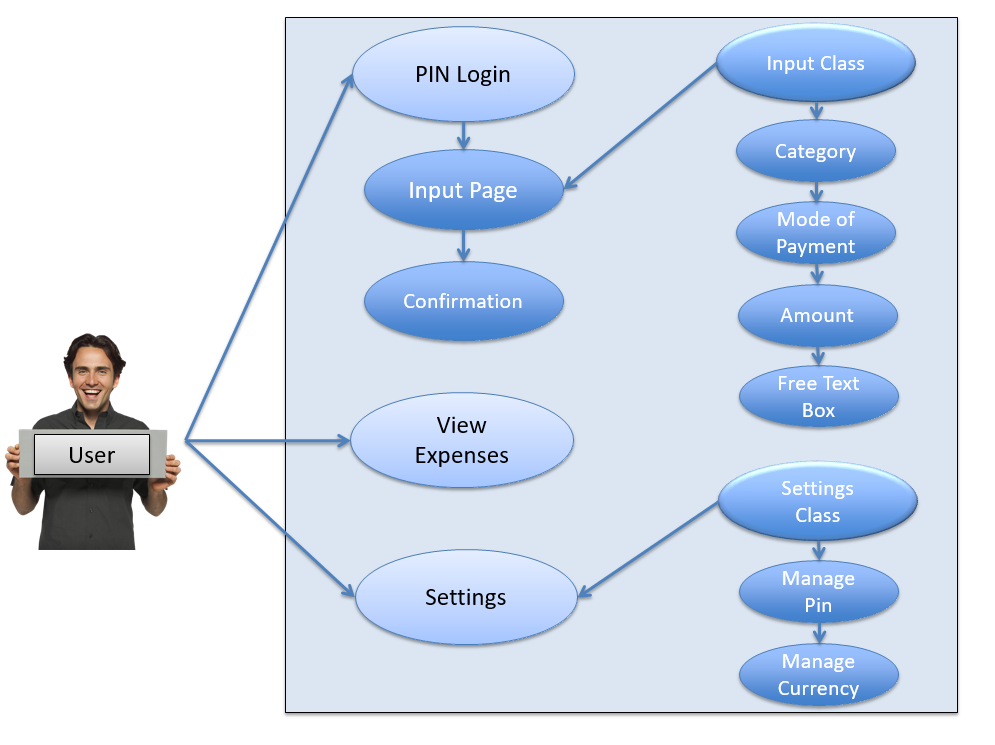 User
PIN Login
Input Page
Confirmation
View
Expenses
Settings
Input Class
Category
Mode of
Payment
Amount
Free Text
Box
Settings
Class
Manage
Pin
Manage
Currency